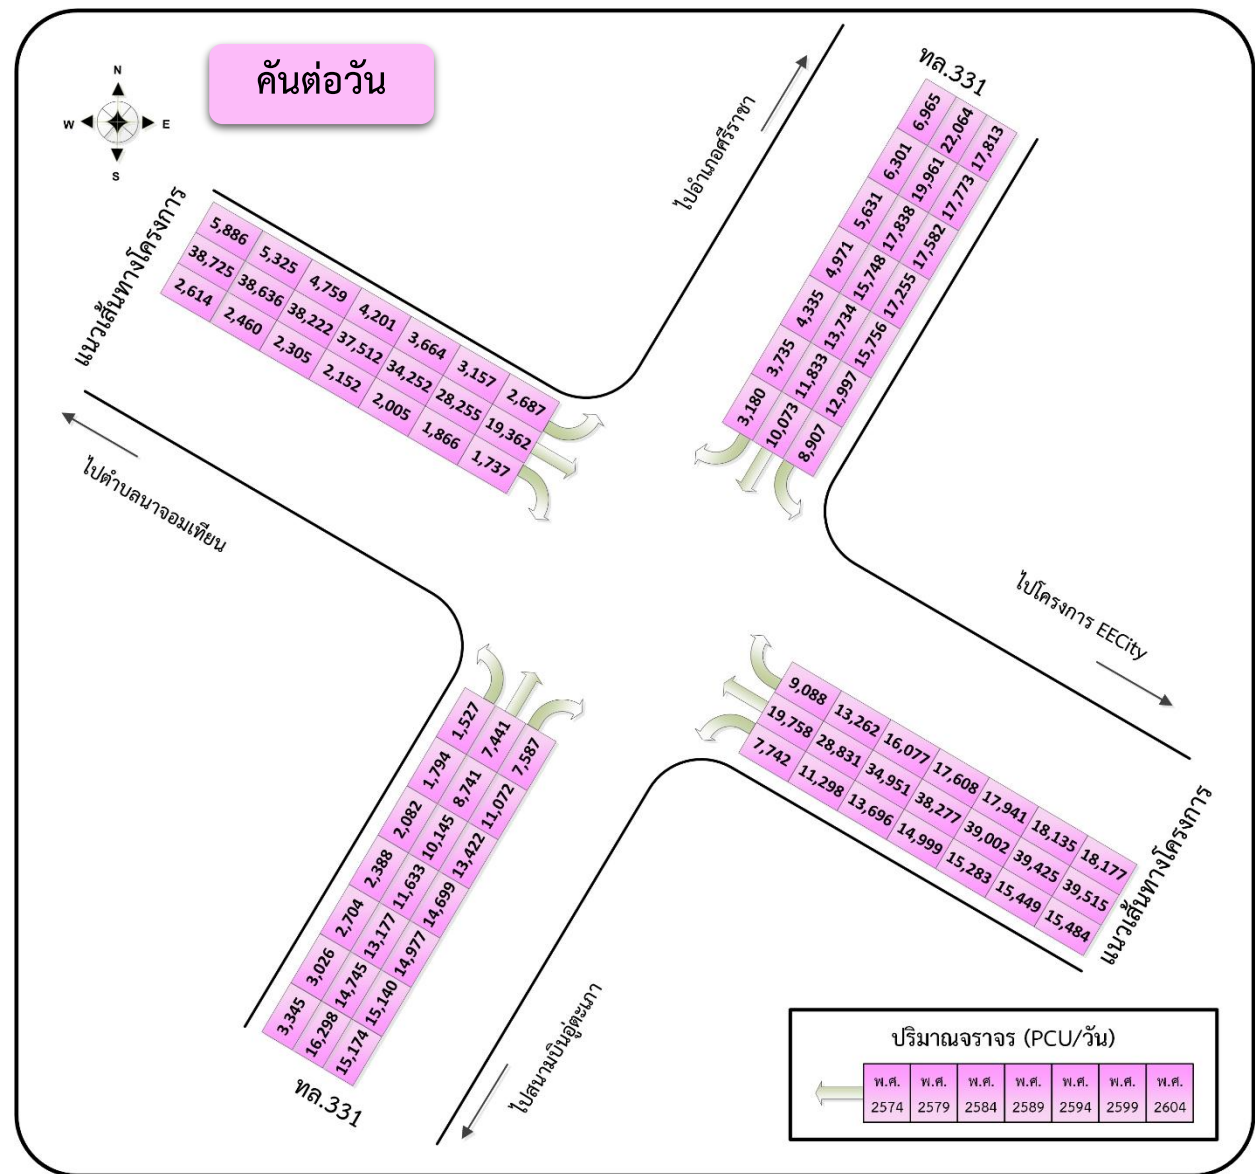 คันต่อวัน
N
W E
S
แนวเส้นทางโครงการ
5,886 5,325 4,759 4,201 3,664 3,157 2,687
38,725 38,636 38,222 37,512 34,252 28,255 19,362
2,614 2,460 2,305 2,152 2,005 1,866 1,737
ไปตำบลนาจอมเทียน
ไปอำเภอศรีราชา
ทล.331
6,965 22,064 17,813
6,301 19,961 17,773
5,631 17,838 17,582
4,971 15,748 17,255
4,335 13,734 15,756
3,735 11,833 12,997
3,180 10,073 8,907
ไปโครงการ EECity
9,088 13,262 16,077 17,608 17,941 18,135 18,177
19,758 28,831 34,951 38,277 39,002 39,425 39,515
7,742 11,298 13,696 14,999 15,283 15,449 15,484
แนวเส้นทางโครงการ
1,527 7,441 7,587
1,794 8,741 11,072
2,082 10,145 13,422
2,388 11,633 14,699
2,704 13,177 14,977
3,026 14,745 15,140
3,345 16,298 15,174
ทล.331
ไปสนามบินอู่ตะเภา
ปริมาณจราจร (PCU/วัน)
พ.ศ. พ.ศ. พ.ศ. พ.ศ. พ.ศ. พ.ศ. พ.ศ.
2574 2579 2584 2589 2594 2599 2604